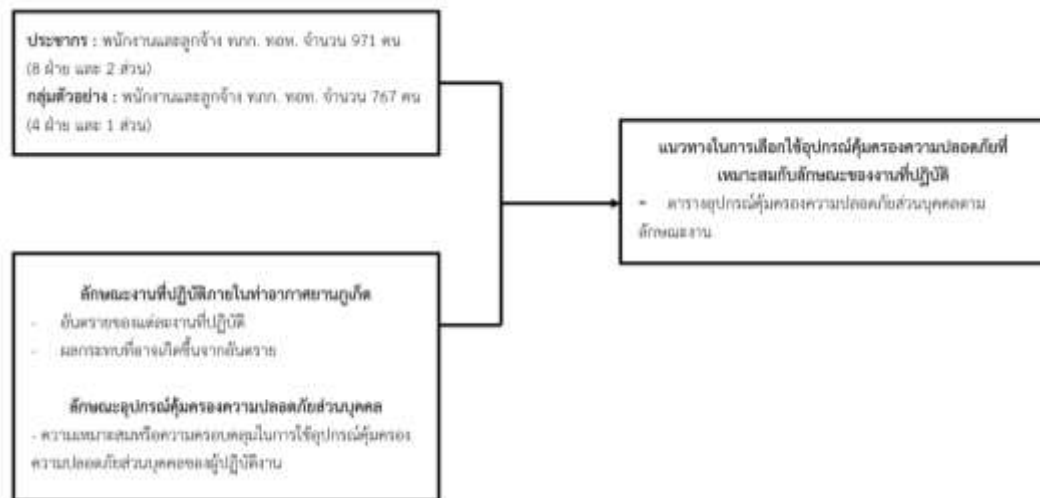 ประชากร : พนักงานและลูกจ้าง ทภก. ทอท. จำนวน 971 คน
(8 ฝ่าย และ 2 ส่วน)
กลุ่มตัวอย่าง : พนักงานและลูกจ้าง ทภก. ทอท. จำนวน 767 คน
(4 ฝ่าย และ 1 ส่วน)
ลักษณะงานที่ปฏิบัติภายในท่าอากาศยานภูเก็ต
- อันตรายของแต่ละงานที่ปฏิบัติ
- ผลกระทบที่อาจเกิดขึ้นจากอันตราย
ลักษณะอุปกรณ์คุ้มครองความปลอดภัยส่วนบุคคล
- ความเหมาะสมหรือความครอบคลุมในการใช้อุปกรณ์คุ้มครอง
ความปลอดภัยส่วนบุคคลของผู้ปฏิบัติงาน
แนวทางในการเลือกใช้อุปกรณ์คุ้มครองความปลอดภัยที่
เหมาะสมกับลักษณะของงานที่ปฏิบัติ
- ตารางอุปกรณ์คุ้มครองความปลอดภัยส่วนบุคคลตาม
ลักษณะงาน